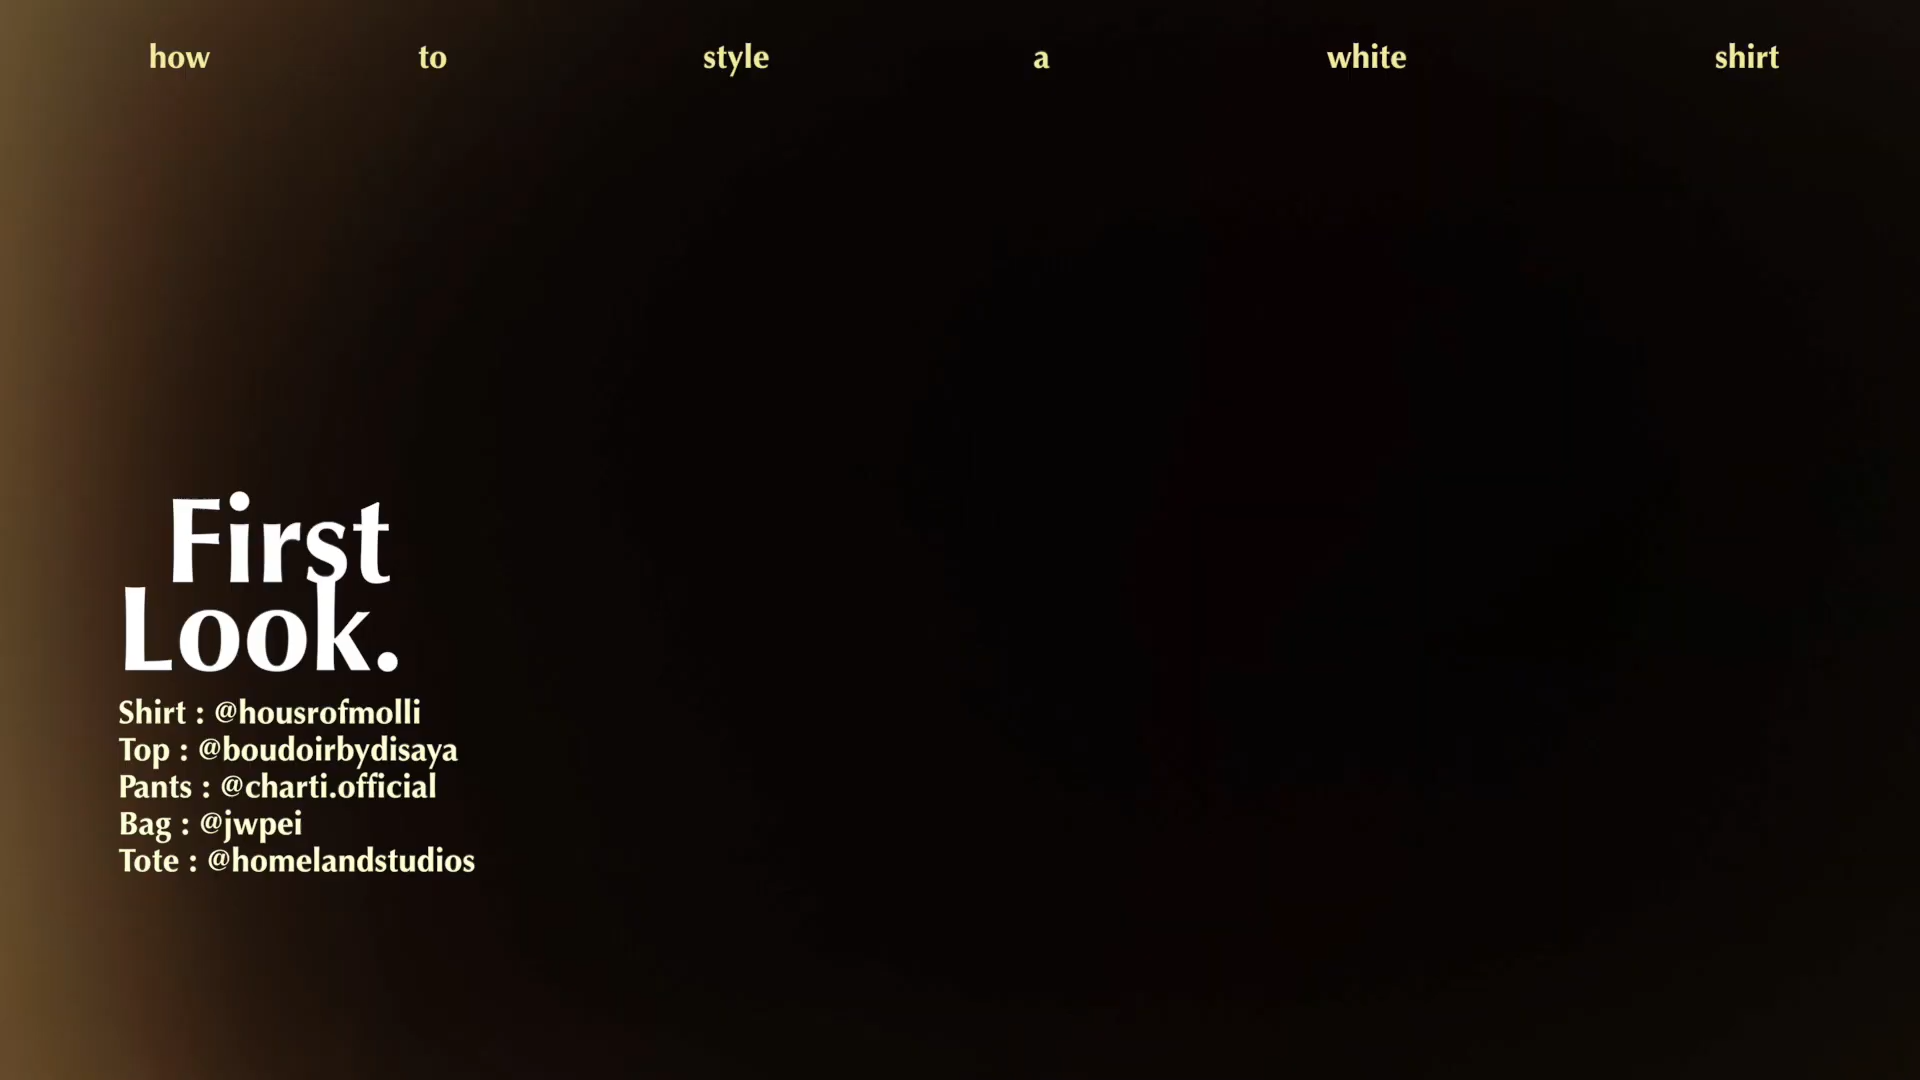 how to style a white shirt
First
Look.
Shirt : @housrofmolli
Top : @boudoirbydisaya
Pants : @charti.official
Bag : @jwpei
Tote : @homelandstudios